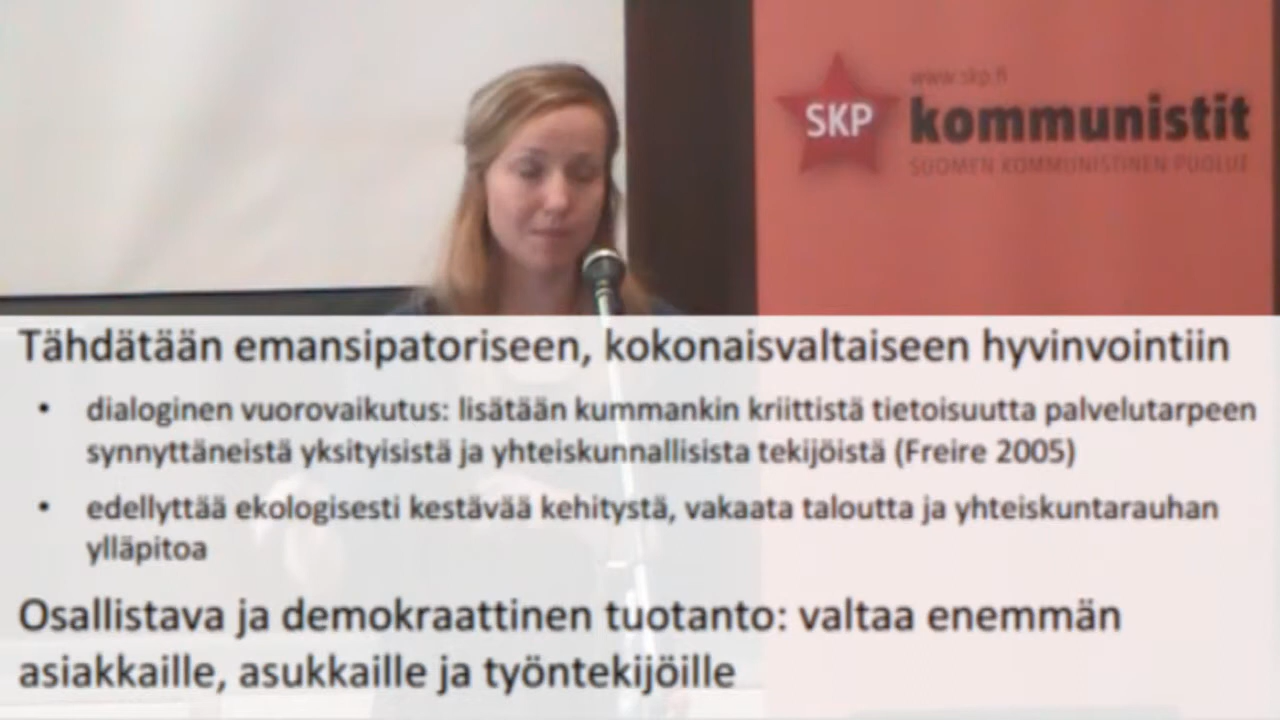 www.skp.fi
SKP
kommunistit
SUOMEN KOMMUNISTINEN PUOLUE
Tähdätään emansipatoriseen, kokonaisvaltaiseen hyvinvointiin
• dialoginen vuorovaikutus: lisätään kummankin kriittistä tietoisuutta palvelutarpeen
synnyttäneistä yksityisistä ja yhteiskunnallisista tekijöistä (Freire 2005)
• edellyttää ekologisesti kestävää kehitystä, vakaata taloutta ja yhteiskuntarauhan
ylläpitoa
Osallistava ja demokraattinen tuotanto: valtaa enemmän
asiakkaille, asukkaille ja työntekijöille